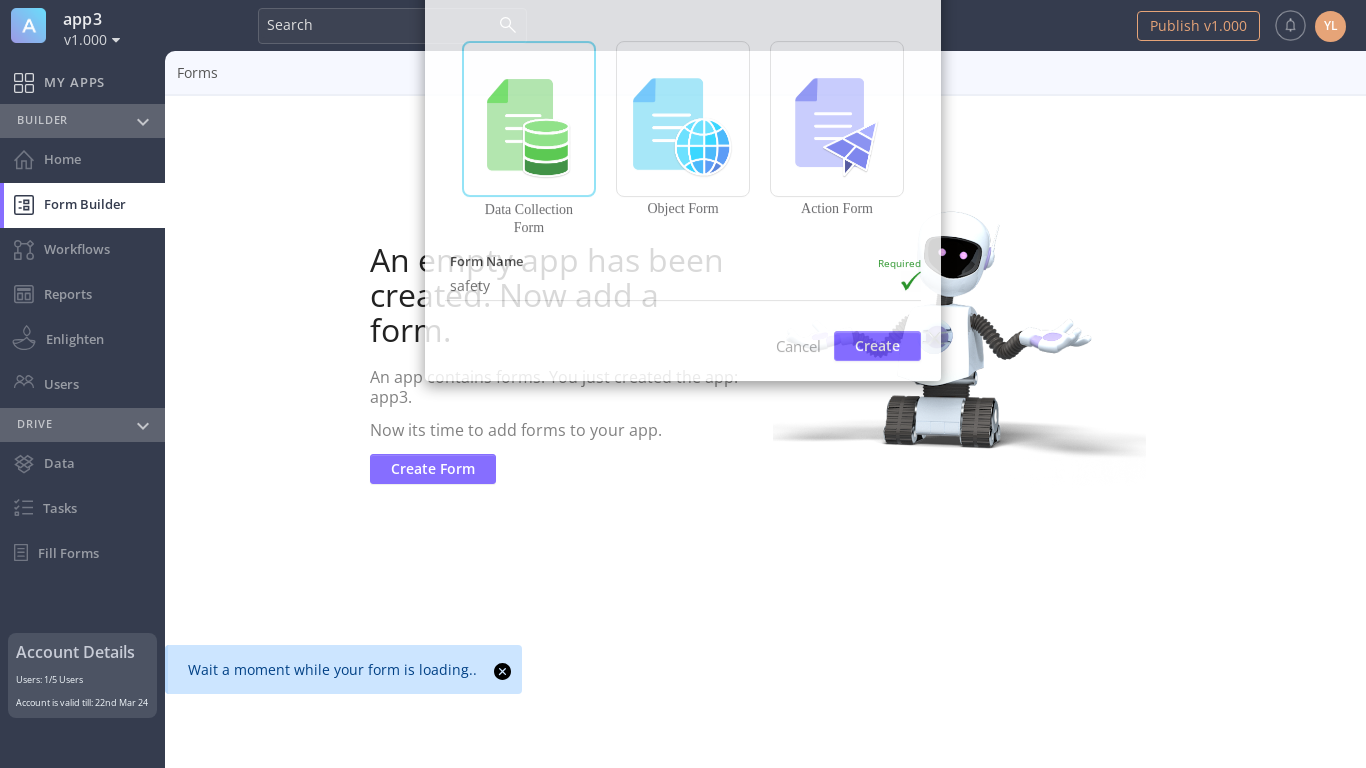 A
app3
v1.000
Search
Publish v1.000
YL
MY APPS
BUILDER
Home
Form Builder
Workflows
Reports
Enlighten
Users
DRIVE
Data
Tasks
Fill Forms
Account Details
Users: 1/5 Users
Account is valid till: 22nd Mar 24
Forms
Data Collection
Form
Object Form
Action Form
Form Name
Required
safety
Cancel
Create
An empty app has been
created. Now add a
form.
An app contains forms. You just created the app:
app3.
Now its time to add forms to your app.
Create Form
Wait a moment while your form is loading..